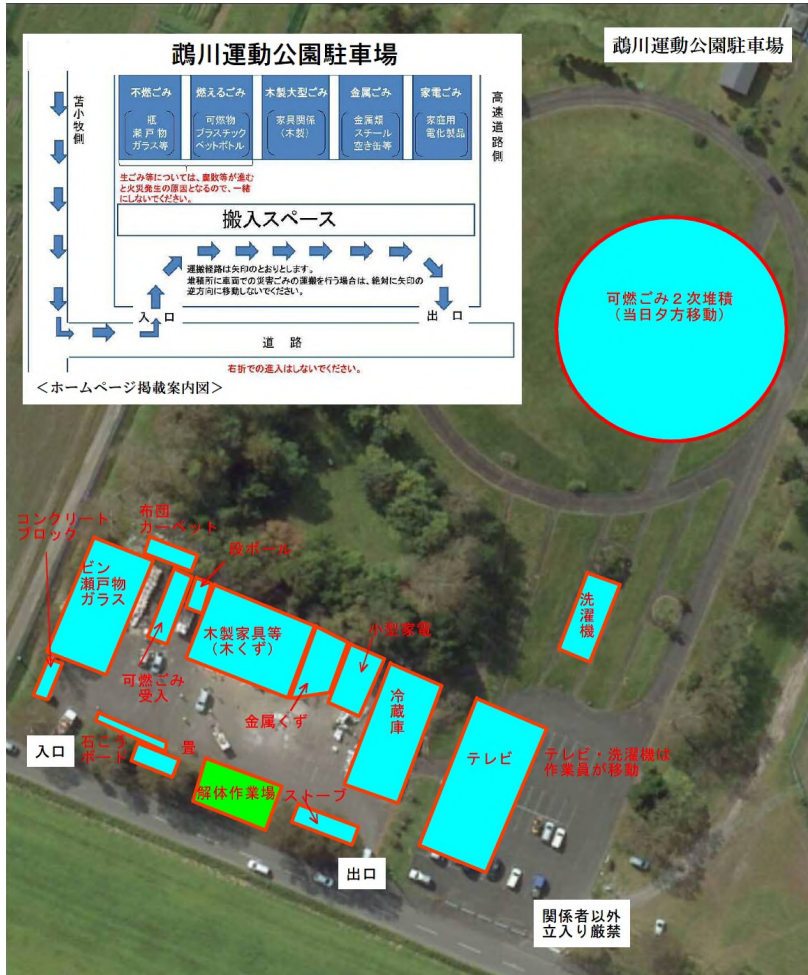 鵡川運動公園駐車場
鵡川運動公園駐車場
苫小牧側
不燃ごみ
瓶
瀬戸物
ガラス等
燃えるごみ
可燃物
プラスチック
ペットボトル
木製大型ごみ
家具関係
(木製)
金属ごみ
金属類
スチール
空き缶等
家電ごみ
家庭用
電化製品
高速道路側
生ごみ等については、腐敗等が進む
と火災発生の原因となるので、一緒
にしないでください。
搬入スペース
運搬経路は矢印のとおりとします。
堆積所に車両での災害ごみの運搬を行う場合は、絶対に矢印の
逆方向に移動しないでください。
入口
出口
道路
右折での進入はしないでください。
<ホームページ掲載案内図>
可燃ごみ2次堆積
(当日夕方移動)
コンクリート
ブロック
布団
カーペット
段ボール
ビン
瀬戸物
ガラス
木製家具等
(木くず)
小型家電
洗濯機
可燃ごみ
受入
金属くず
冷蔵庫
入口
石こう
ボード
畳
テレビ
テレビ・洗濯機は
作業員が移動
解体作業場
ストーブ
出口
関係者以外
立入り厳禁